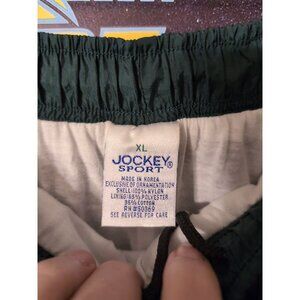 XL
JOCKEY®
SPORT
MADE IN KOREA
EXCLUSIVE OF ORNAMENTATION
SHELL:100% NYLON
LINING:65% POLYESTER
35% COTTON
RN#90369
SEE REVERSE FOR CARE